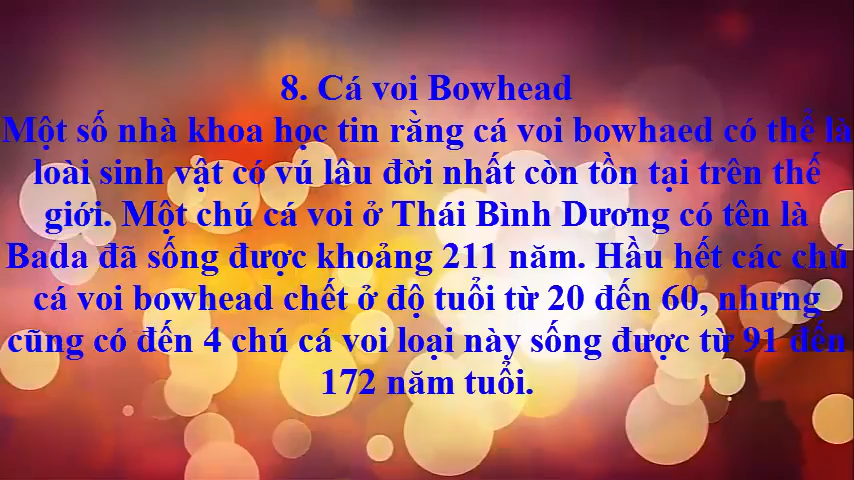 8. Cá voi Bowhead
Một số nhà khoa học tin rằng cá voi bowhaed có thể là
loài sinh vật có vú lâu đời nhất còn tồn tại trên thế
giới. Một chú cá voi ở Thái Bình Dương có tên là
Bada đã sống được khoảng 211 năm. Hầu hết các chú
cá voi bowhead chết ở độ tuổi từ 20 đến 60, nhưng
cũng có đến 4 chú cá voi loại này sống được từ 91 đến
172 năm tuổi.